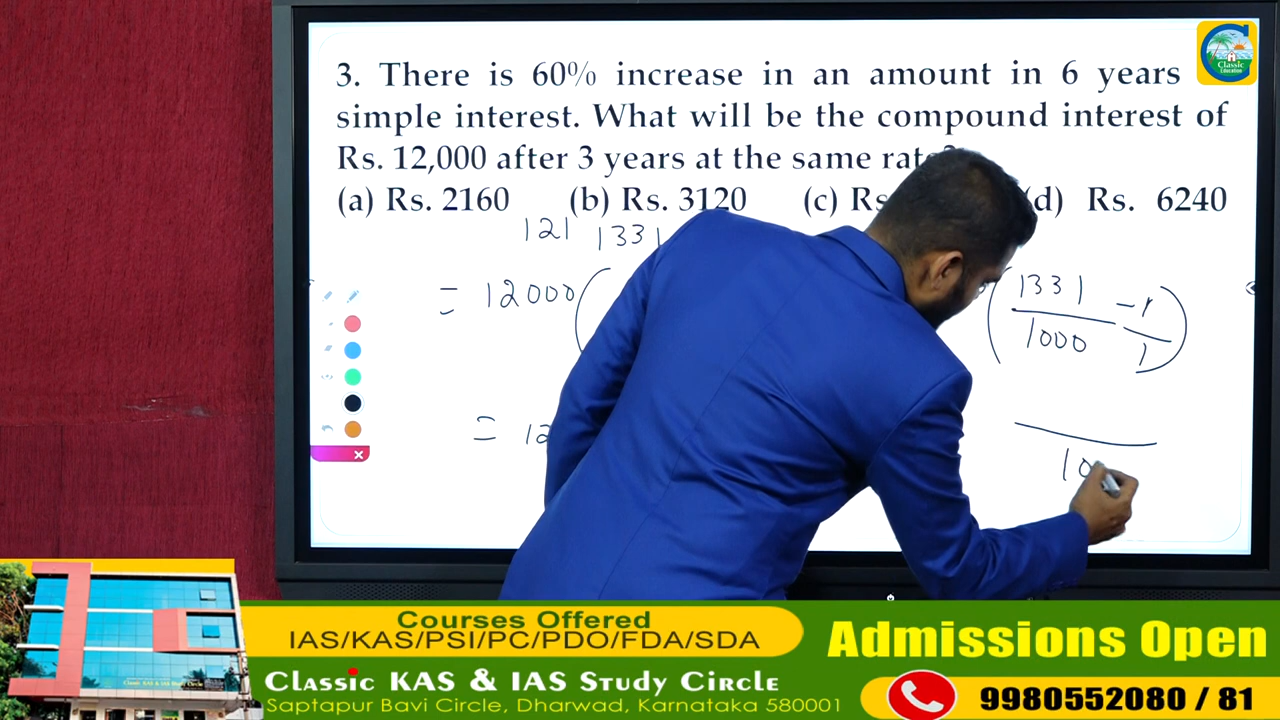 3. There is 60% increase in an amount in 6 years
simple interest. What will be the compound interest of
Rs. 12,000 after 3 years at the same rate?
(a) Rs. 2160 (b) Rs. 3120 (c) Rs (d) Rs. 6240
121 1331
= 12000( (1331/1000 -1/1)
= 12
10
Classic
Education
Courses Offered
IAS/KAS/PSI/PC/PDO/FDA/SDA
Classic KAS & IAS Study Circle
Saptapur Bavi Circle, Dharwad, Karnataka 580001
Admissions Open
9980552080 / 81